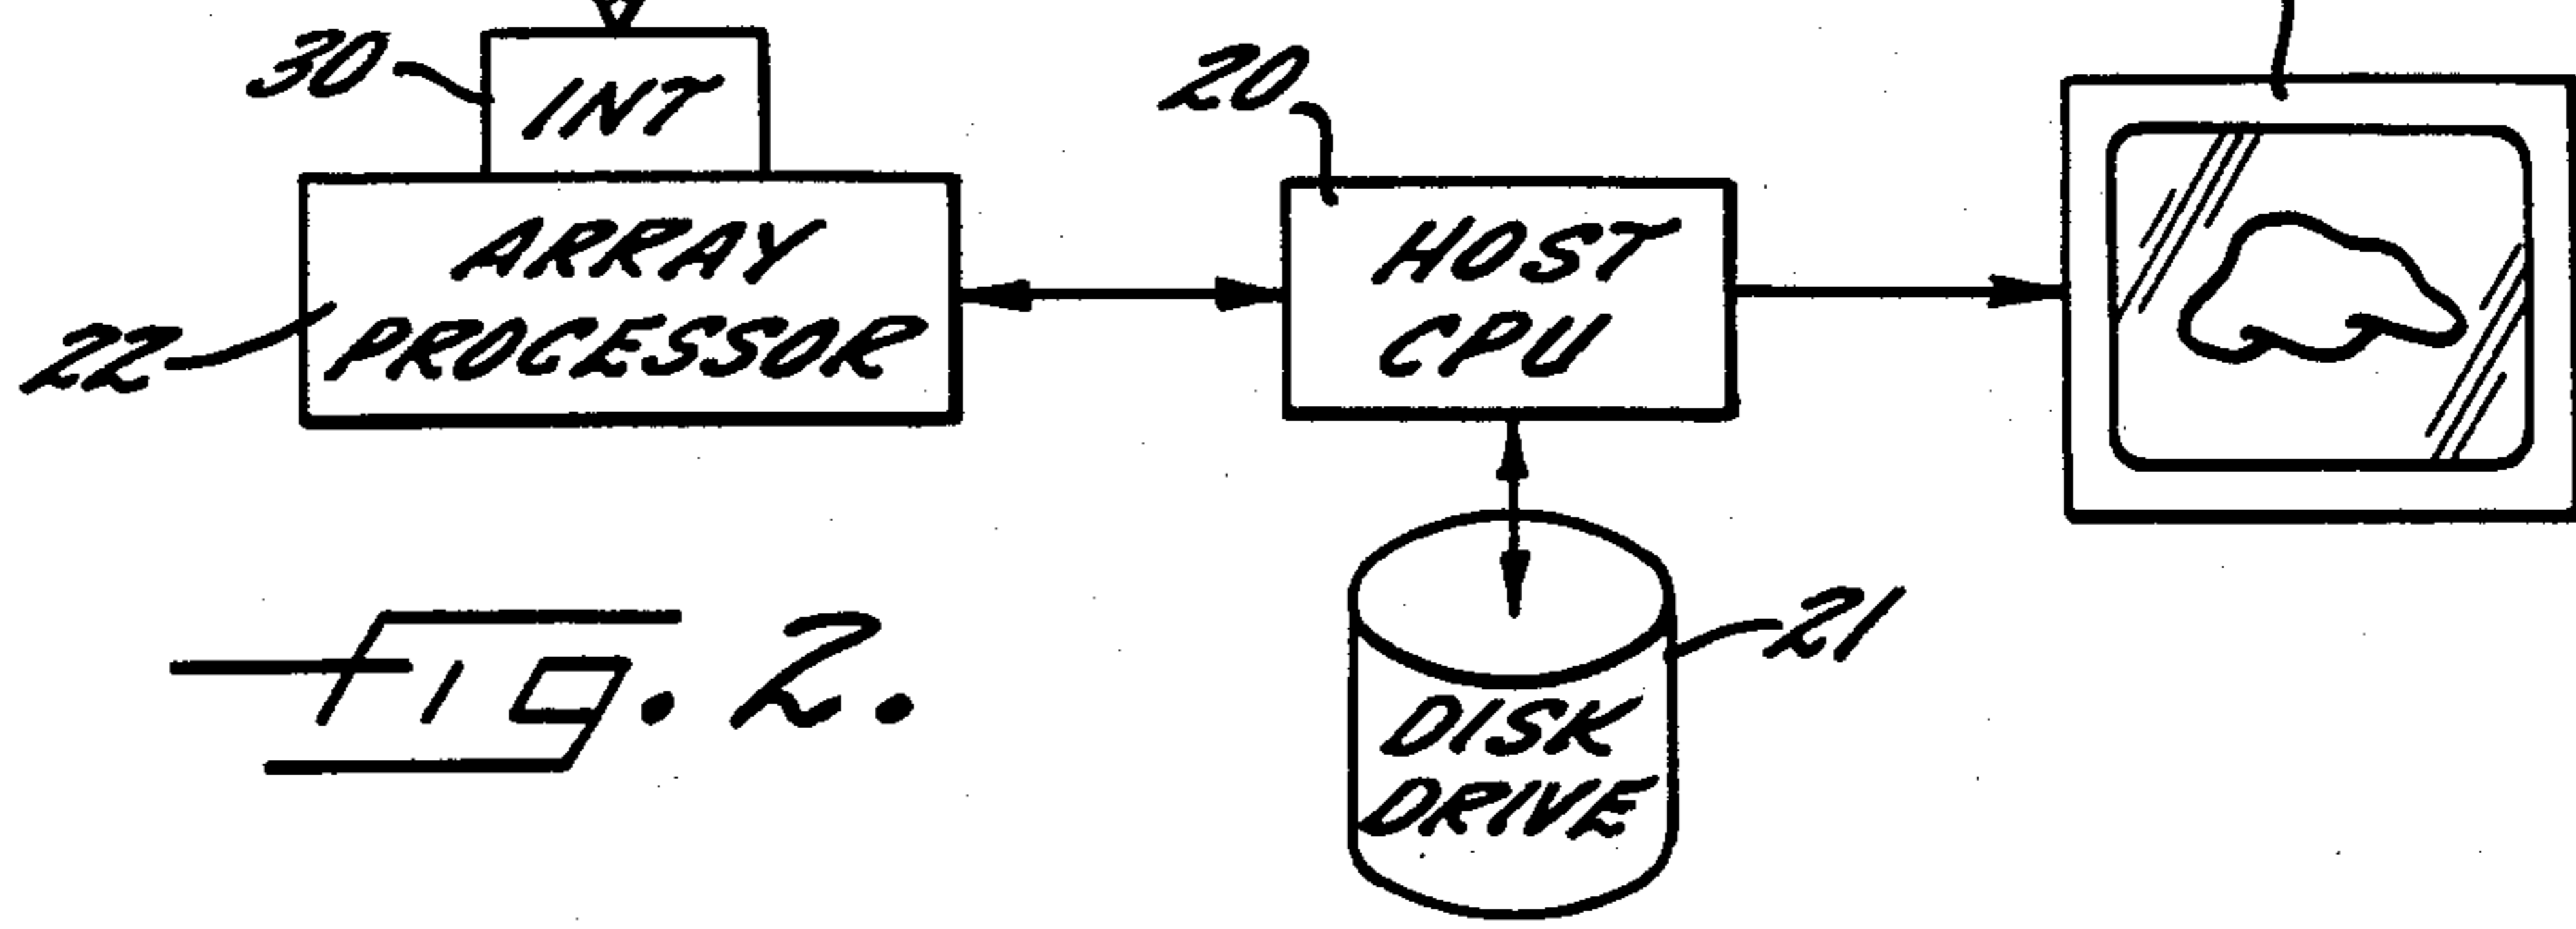 30
INT
20
ARRAY
PROCESSOR
22
HOST
CPU
21
DISK
DRIVE
Fig. 2.